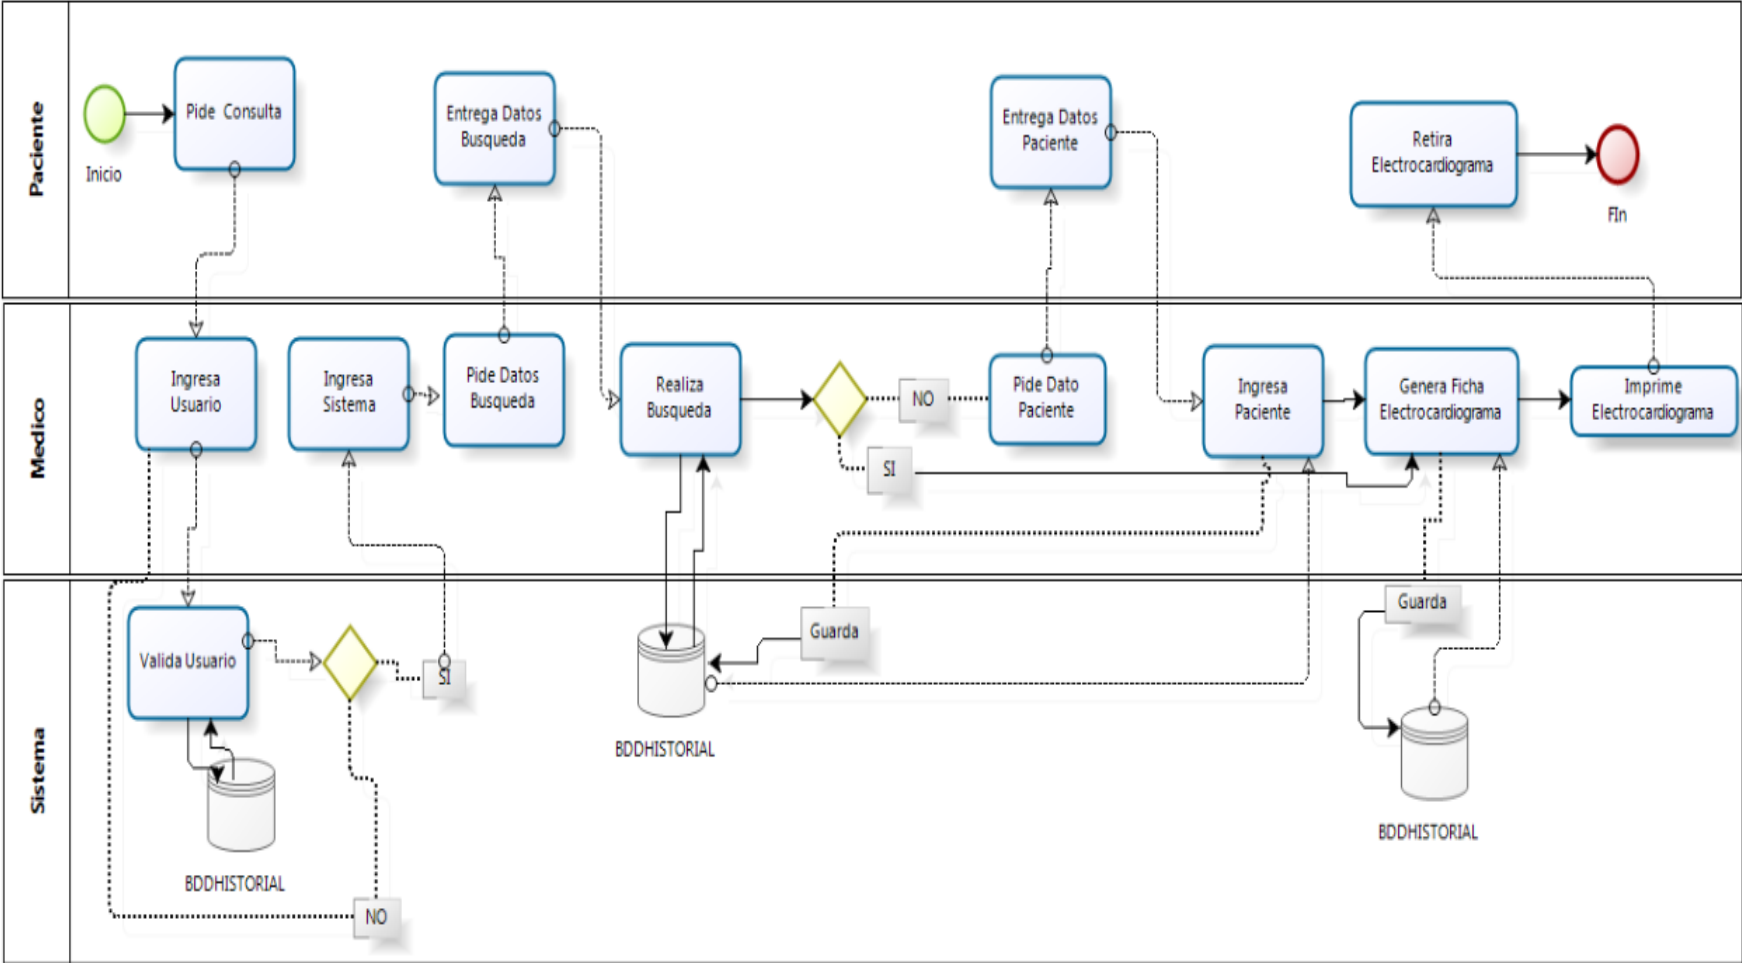 Paciente
Inicio
Pide Consulta
Entrega Datos
Busqueda
Entrega Datos
Paciente
Retira
Electrocardiograma
FIn
Medico
Ingresa
Usuario
Ingresa
Sistema
Pide Datos
Busqueda
Realiza
Busqueda
NO
SI
Pide Dato
Paciente
Ingresa
Paciente
Genera Ficha
Electrocardiograma
Imprime
Electrocardiograma
Sistema
Valida Usuario
SI
NO
BDDHISTORIAL
Guarda
BDDHISTORIAL
Guarda
BDDHISTORIAL